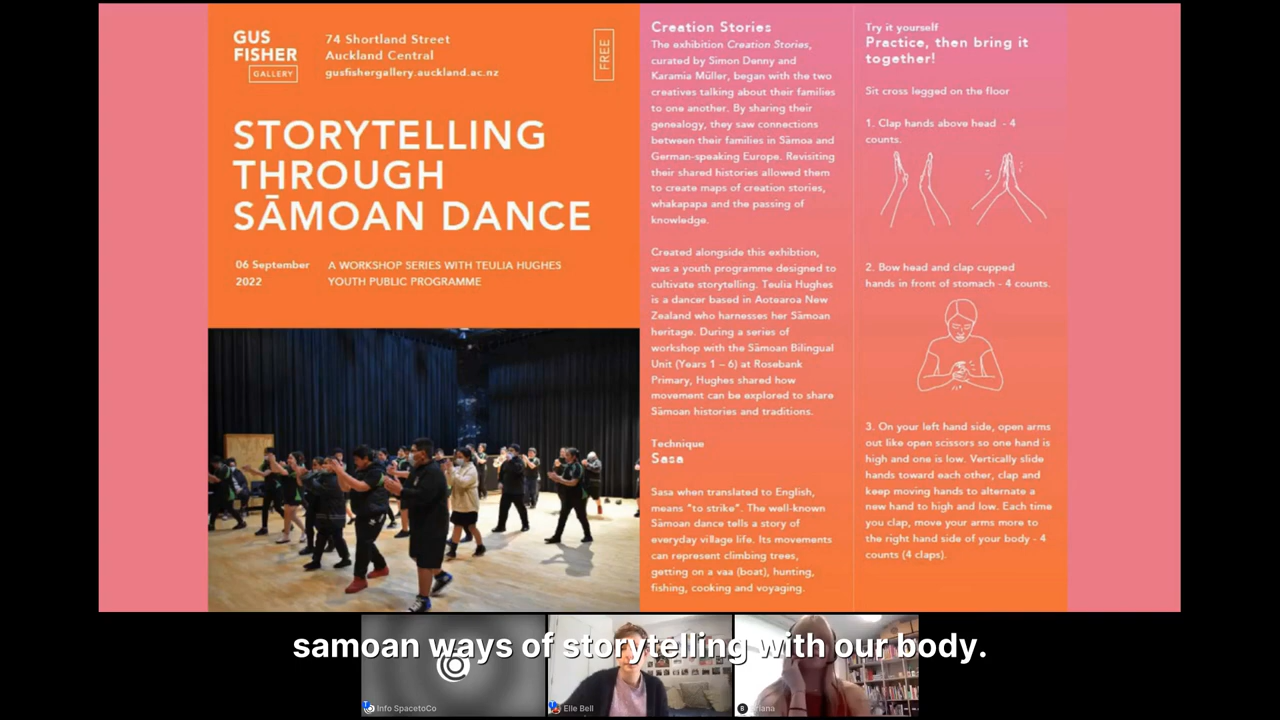 GUS
FISHER
GALLERY
74 Shortland Street
Auckland Central
gusfishergallery.auckland.ac.nz
FREE
STORYTELLING
THROUGH
SĀMOAN DANCE
06 September
2022
A WORKSHOP SERIES WITH TEULIA HUGHES
YOUTH PUBLIC PROGRAMME
Creation Stories
The exhibition Creation Stories,
curated by Simon Denny and
Karamia Müller, began with the two
creatives talking about their families
to one another. By sharing their
genealogy, they saw connections
between their families in Sāmoa and
German-speaking Europe. Revisiting
their shared histories allowed them
to create maps of creation stories,
whakapapa and the passing of
knowledge.
Created alongside this exhibtion,
was a youth programme designed to
cultivate storytelling. Teulia Hughes
is a dancer based in Aotearoa New
Zealand who harnesses her Sāmoan
heritage. During a series of
workshop with the Sāmoan Bilingual
Unit (Years 1 – 6) at Rosebank
Primary, Hughes shared how
movement can be explored to share
Sāmoan histories and traditions.
Technique
Sasa
Sasa when translated to English,
means “to strike”. The well-known
Sāmoan dance tells a story of
everyday village life. Its movements
can represent climbing trees,
getting on a vaa (boat), hunting,
fishing, cooking and voyaging.
Try it yourself
Practice, then bring it
together!
Sit cross legged on the floor
1. Clap hands above head - 4
counts.
2. Bow head and clap cupped
hands in front of stomach - 4 counts.
3. On your left hand side, open arms
out like open scissors so one hand is
high and one is low. Vertically slide
hands toward each other, clap and
keep moving hands to alternate a
new hand to high and low. Each time
you clap, move your arms more to
the right hand side of your body - 4
counts (4 claps).
samoan ways of storytelling with our body.
Info SpacetoCo
Elle Bell